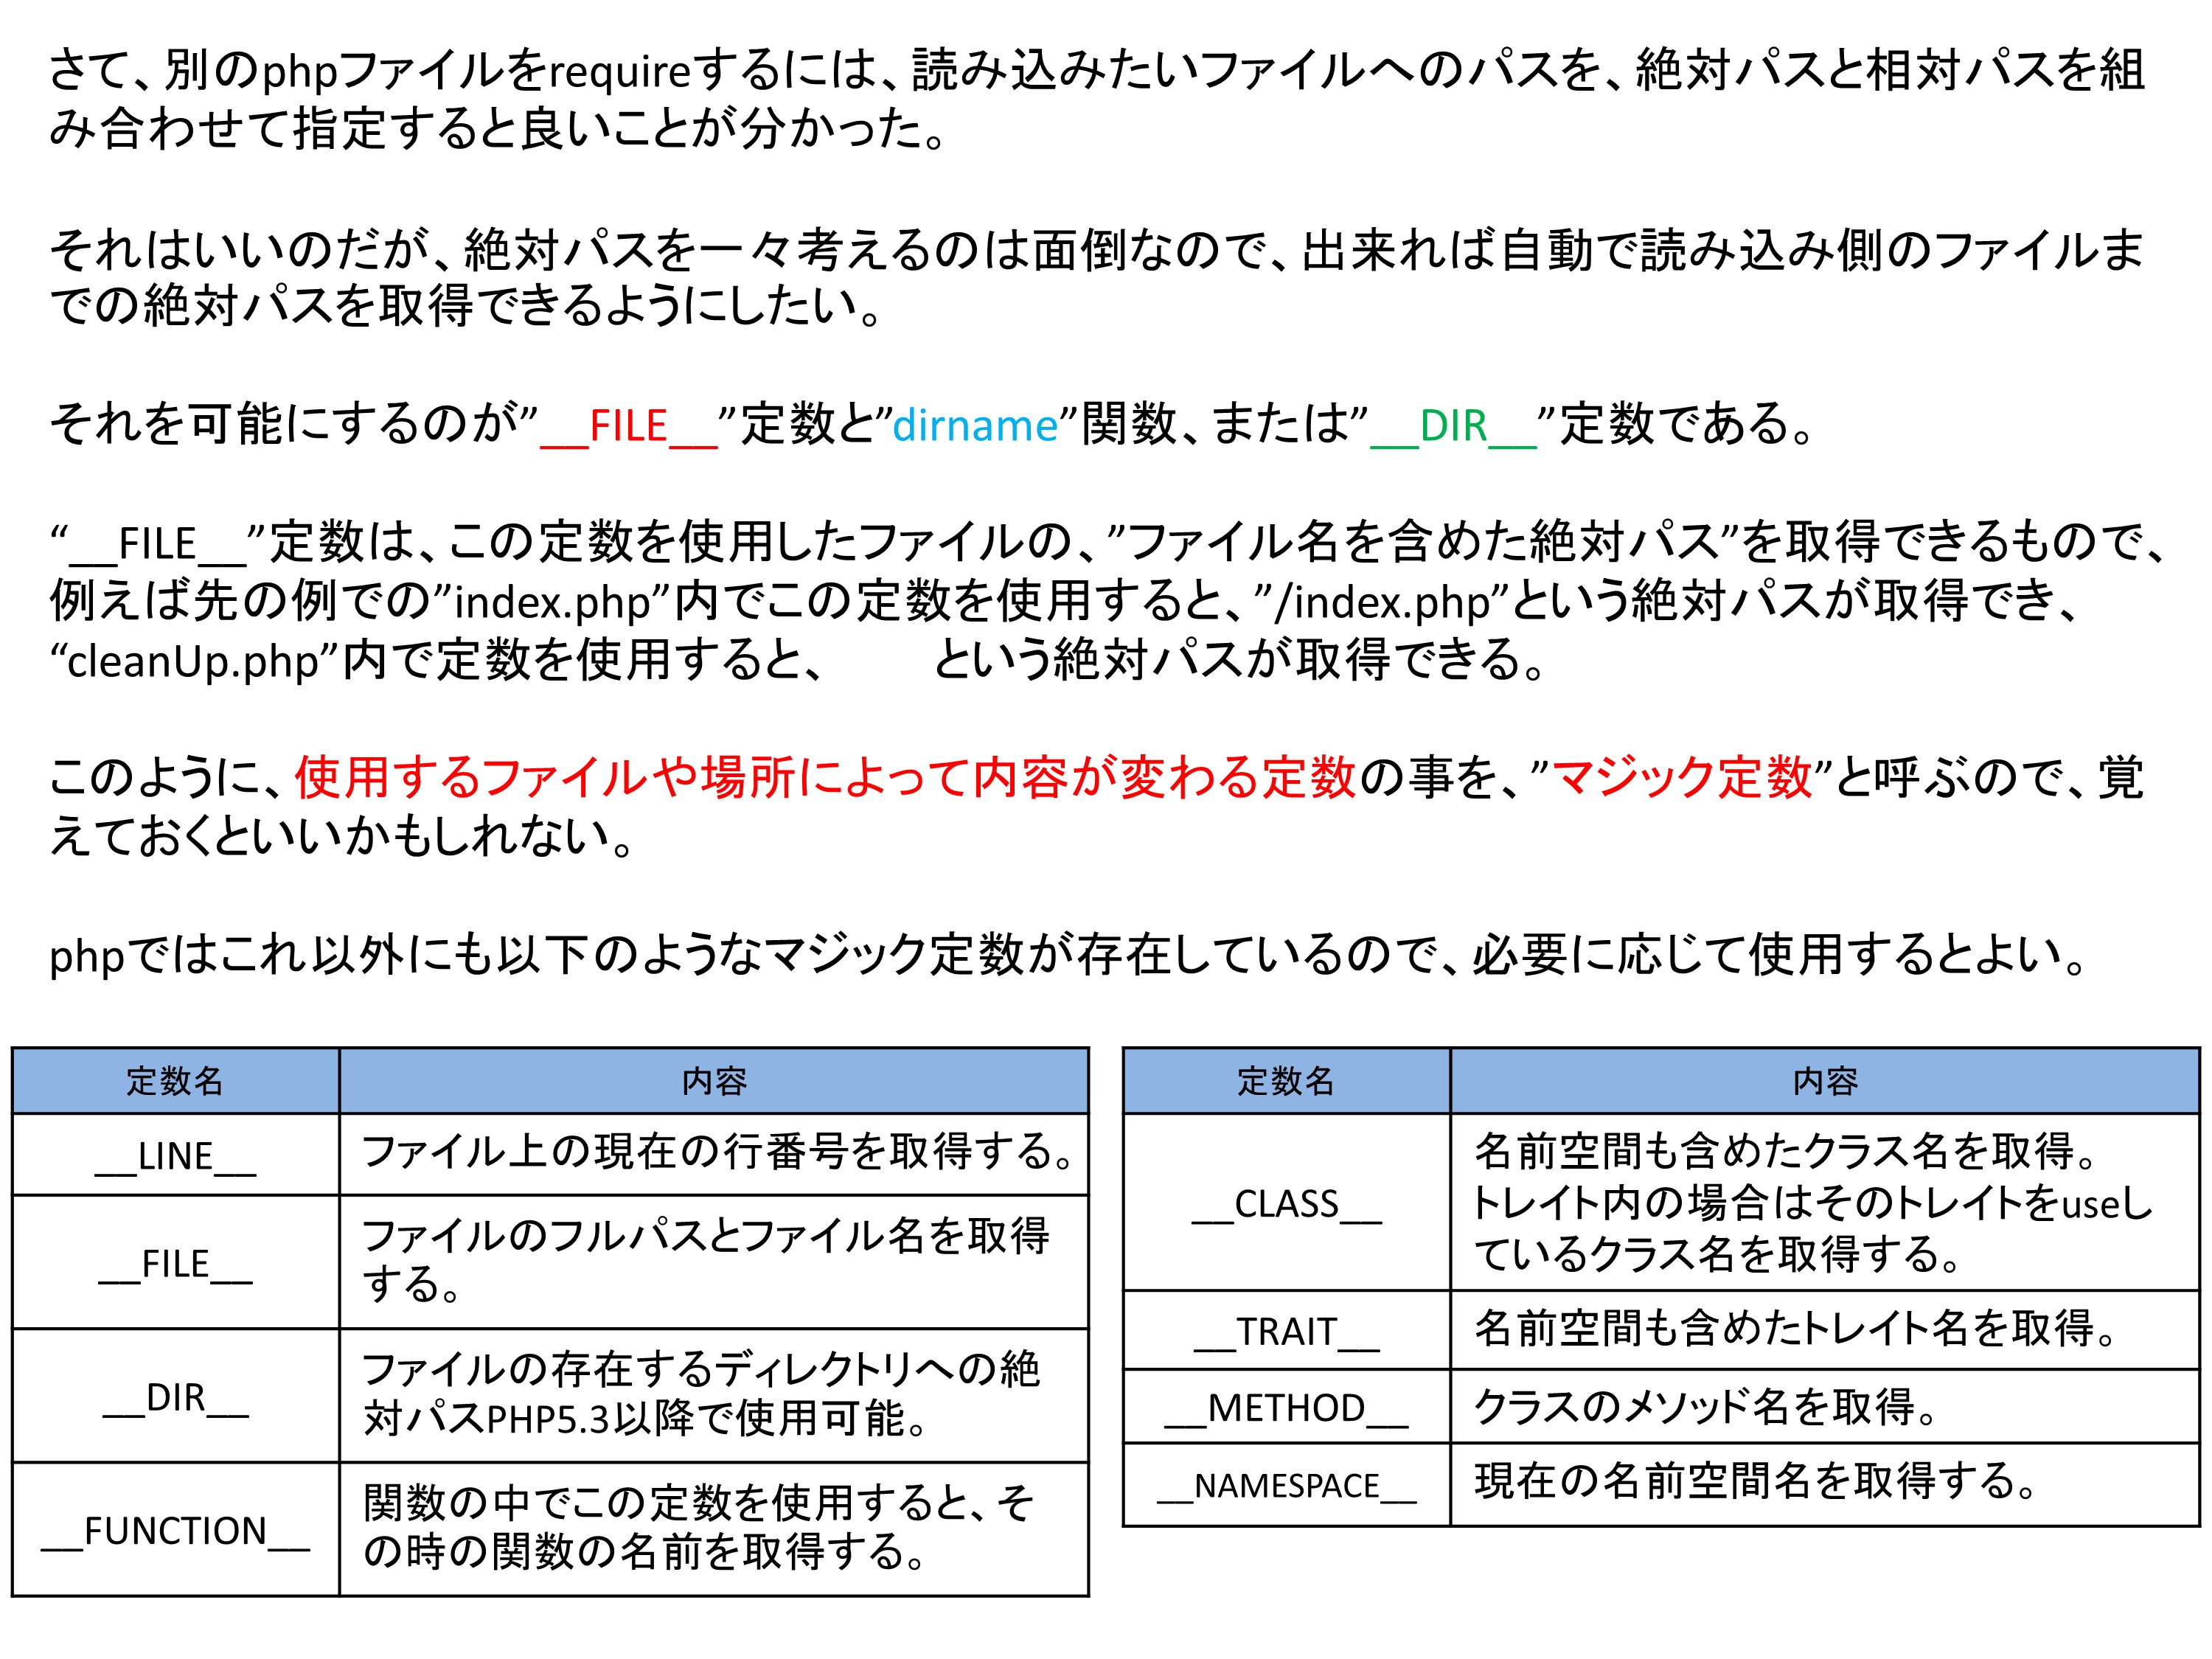 さて、別のphpファイルをrequireするには、読み込みたいファイルへのパスを、絶対パスと相対パスを組
み合わせて指定すると良いことが分かった。
それはいいのだが、絶対パスを一々考えるのは面倒なので、出来れば自動で読み込み側のファイルま
での絶対パスを取得できるようにしたい。
それを可能にするのが”__FILE__”定数と”dirname”関数、または”__DIR__”定数である。
“__FILE__”定数は、この定数を使用したファイルの、”ファイル名を含めた絶対パス”を取得できるもので、
例えば先の例での”index.php”内でこの定数を使用すると、”/index.php”という絶対パスが取得でき、
“cleanUp.php”内で定数を使用すると、　　という絶対パスが取得できる。
このように、使用するファイルや場所によって内容が変わる定数の事を、”マジック定数”と呼ぶので、覚
えておくといいかもしれない。
phpではこれ以外にも以下のようなマジック定数が存在しているので、必要に応じて使用するとよい。
定数名 内容
__LINE__ ファイル上の現在の行番号を取得する。
__FILE__ ファイルのフルパスとファイル名を取得
する。
__DIR__ ファイルの存在するディレクトリへの絶
対パスPHP5.3以降で使用可能。
__FUNCTION__ 関数の中でこの定数を使用すると、そ
の時の関数の名前を取得する。
定数名 内容
__CLASS__ 名前空間も含めたクラス名を取得。
トレイト内の場合はそのトレイトをuseし
ているクラス名を取得する。
__TRAIT__ 名前空間も含めたトレイト名を取得。
__METHOD__ クラスのメソッド名を取得。
__NAMESPACE__ 現在の名前空間名を取得する。